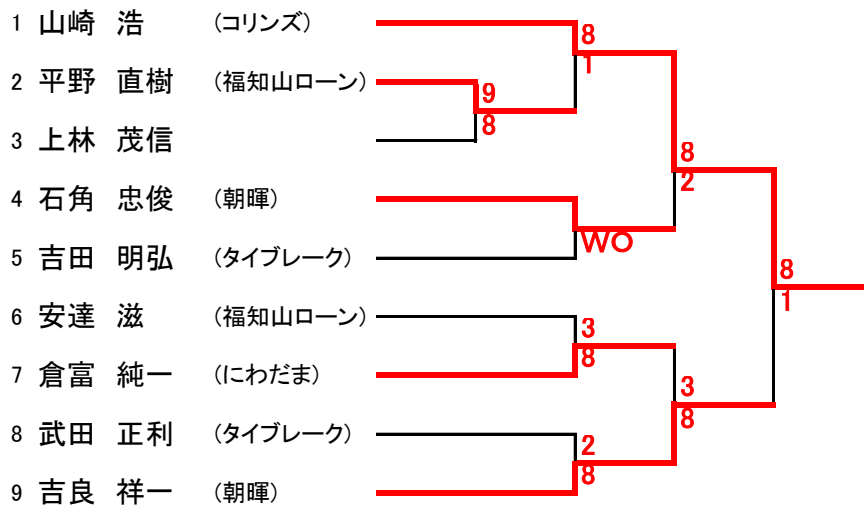 1 山崎 浩 (コリンズ)
8
1
2 平野 直樹 (福知山ローン)
9
8
3 上林 茂信
8
2
4 石角 忠俊 (朝暉)
WO
5 吉田 明弘 (タイブレーク)
8
1
6 安達 滋 (福知山ローン)
3
8
7 倉富 純一 (にわだま)
3
8
8 武田 正利 (タイブレーク)
2
8
9 吉良 祥一 (朝暉)